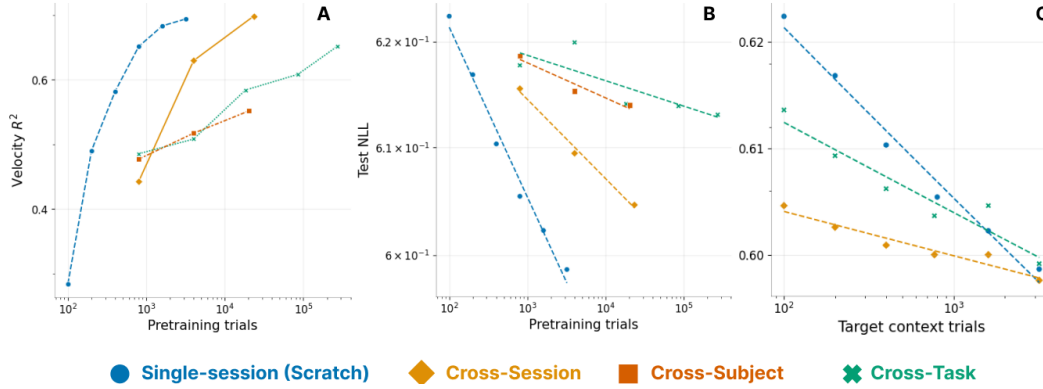 A
B
C
Velocity R²
0.6
0.4
10² 10³ 10⁴ 10⁵
Pretraining trials
Test NLL
6.2 × 10⁻¹
6.1 × 10⁻¹
6 × 10⁻¹
10² 10³ 10⁴ 10⁵
Pretraining trials
0.62
0.61
0.60
10² 10³
Target context trials
Single-session (Scratch) Cross-Session Cross-Subject Cross-Task